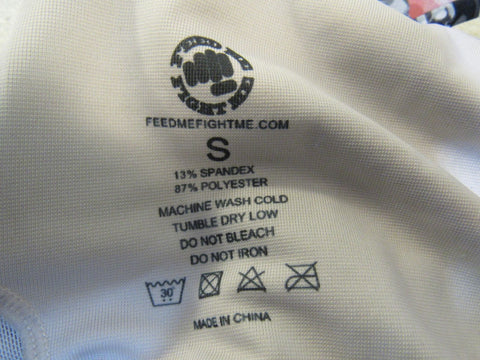 FEED ME
FIGHT ME
FEEDMEFIGHTME.COM
S
13% SPANDEX
87% POLYESTER
MACHINE WASH COLD
TUMBLE DRY LOW
DO NOT BLEACH
DO NOT IRON
30°
MADE IN CHINA